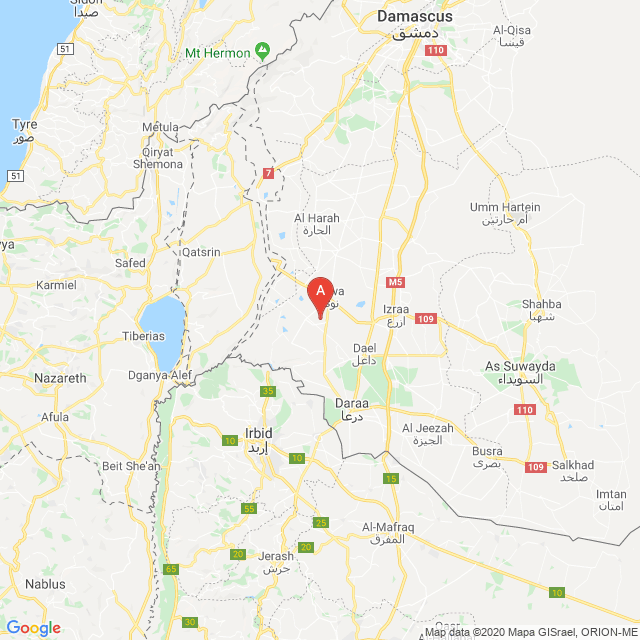 Sidon
صيدا
Damascus
دمشق
110
Al-Qisa
قيسا
51
Mt Hermon
Tyre
صور
Metula
Qiryat
Shemona
51
7
Umm Hartein
أم حارتين
Al Harah
الحارة
Qatsrin
Safed
M5
Karmiel
A
wa
Izraa
ازرع
109
Shahba
شهبا
Tiberias
Dael
داعل
As Suwayda
السويداء
Nazareth
Dganya Alef
35
Daraa
درعا
110
Afula
Irbid
إربد
10
Al Jeezah
الجيزة
Busra
بصرى
10
Beit She'an
109
Salkhad
صلخد
15
Imtan
امتان
55
25
Al-Mafraq
المفرق
20
20
Jerash
جرش
65
Nablus
10
30
Google
Map data ©2020 Mapa GISrael, ORION-ME